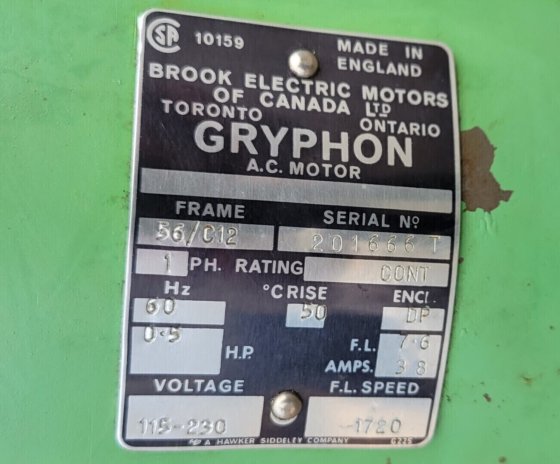 CSA 10159
MADE IN
ENGLAND
BROOK ELECTRIC MOTORS
OF CANADA LTD
TORONTO ONTARIO
GRYPHON
A.C. MOTOR
FRAME SERIAL Nº
56/C12 201666 T
1 PH. RATING CONT
Hz °C RISE ENCL.
60 50 DP
0.5 H.P. F.L. 7.6
AMPS. 3.8
VOLTAGE F.L. SPEED
115-230 1720
A HAWKER SIDDELEY COMPANY G225